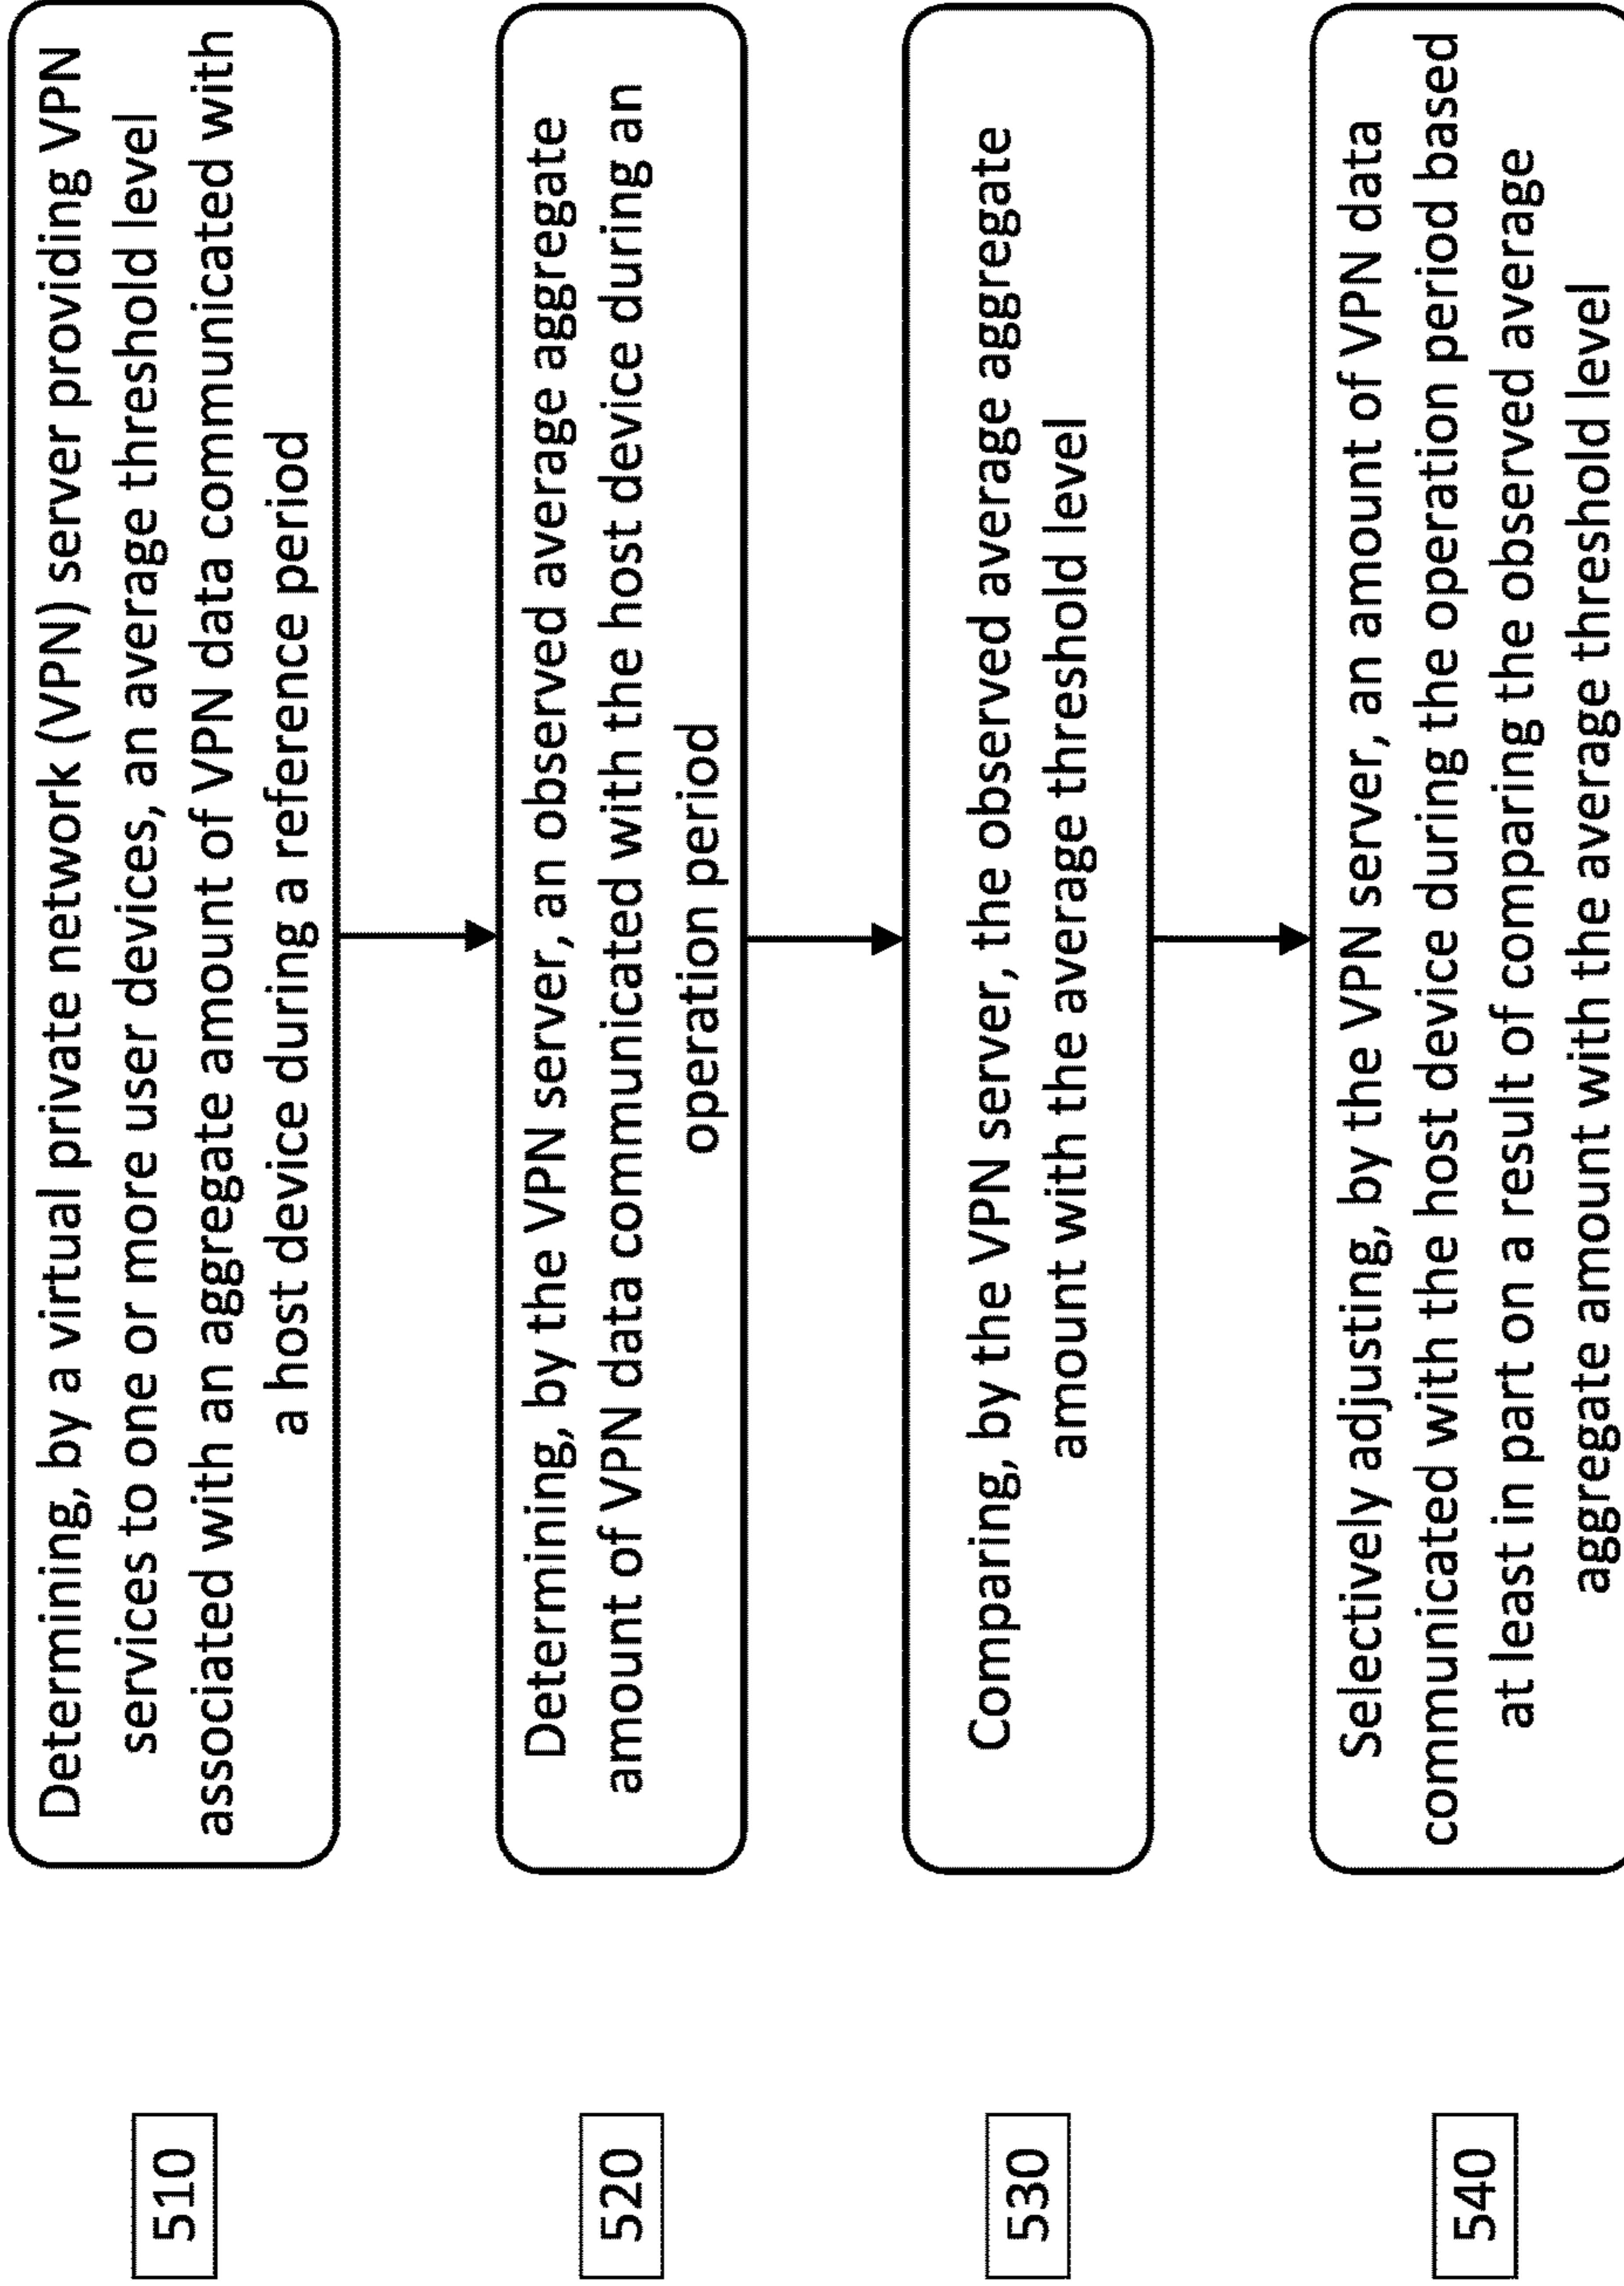 510
Determining, by a virtual private network (VPN) server providing VPN
services to one or more user devices, an average threshold level
associated with an aggregate amount of VPN data communicated with
a host device during a reference period
520
Determining, by the VPN server, an observed average aggregate
amount of VPN data communicated with the host device during an
operation period
530
Comparing, by the VPN server, the observed average aggregate
amount with the average threshold level
540
Selectively adjusting, by the VPN server, an amount of VPN data
communicated with the host device during the operation period based
at least in part on a result of comparing the observed average
aggregate amount with the average threshold level